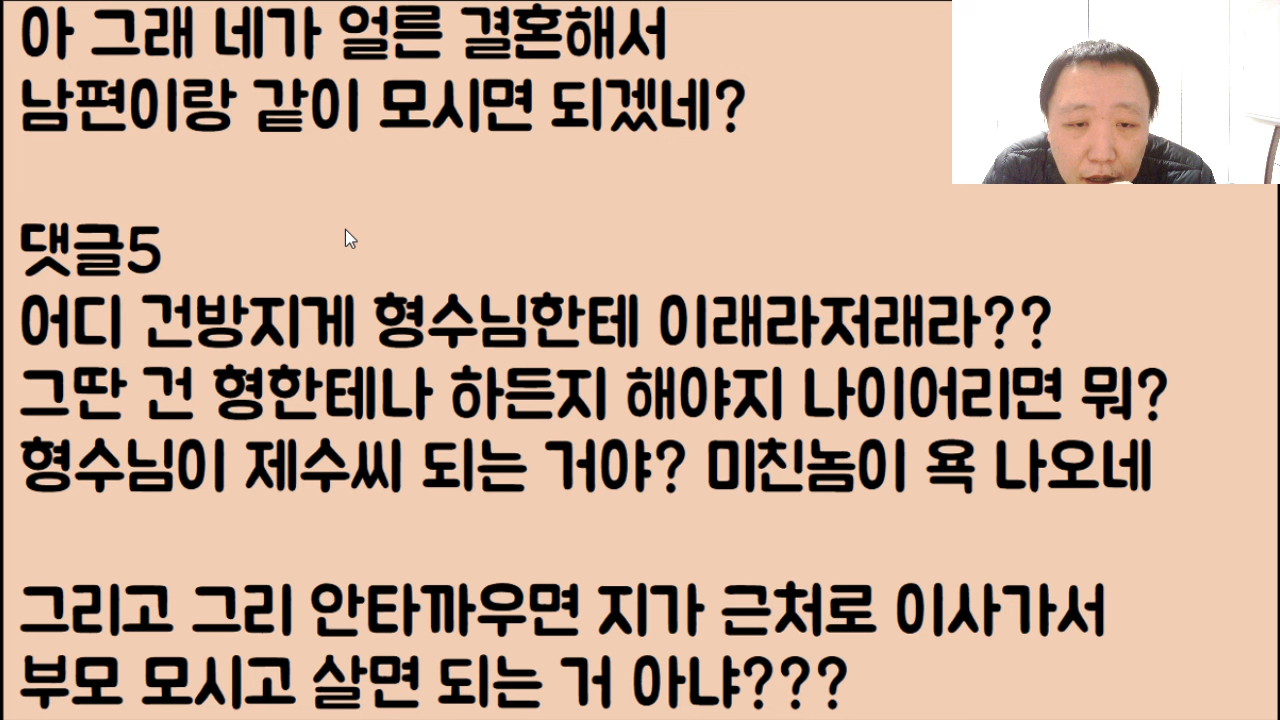 아 그래 네가 얼른 결혼해서
남편이랑 같이 모시면 되겠네?
댓글5
어디 건방지게 형수님한테 이래라저래라??
그딴 건 형한테나 하든지 해야지 나이어리면 뭐?
형수님이 제수씨 되는 거야? 미친놈이 욕 나오네
그리고 그리 안타까우면 지가 근처로 이사가서
부모 모시고 살면 되는 거 아냐???